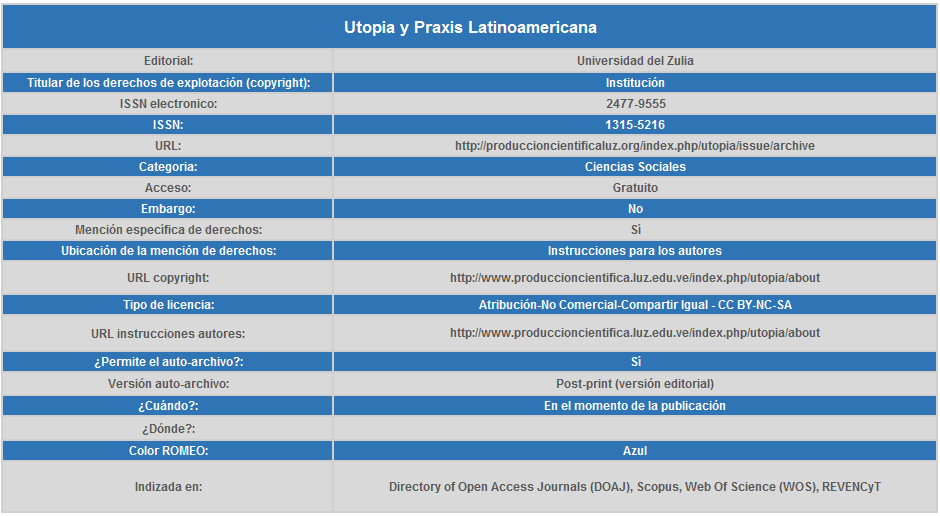 Utopia y Praxis Latinoamericana
Editorial: Universidad del Zulia
Titular de los derechos de explotación (copyright): Institución
ISSN electronico: 2477-9555
ISSN: 1315-5216
URL: http://produccioncientificaluz.org/index.php/utopia/issue/archive
Categoria: Ciencias Sociales
Acceso: Gratuito
Embargo: No
Mención especifica de derechos: Sí
Ubicación de la mención de derechos: Instrucciones para los autores
URL copyright: http://www.produccioncientifica.luz.edu.ve/index.php/utopia/about
Tipo de licencia: Atribución-No Comercial-Compartir Igual - CC BY-NC-SA
URL instrucciones autores: http://www.produccioncientifica.luz.edu.ve/index.php/utopia/about
¿Permite el auto-archivo?: Sí
Versión auto-archivo: Post-print (versión editorial)
¿Cuándo?: En el momento de la publicación
¿Dónde?:
Color ROMEO: Azul
Indizada en: Directory of Open Access Journals (DOAJ), Scopus, Web Of Science (WOS), REVENCyT